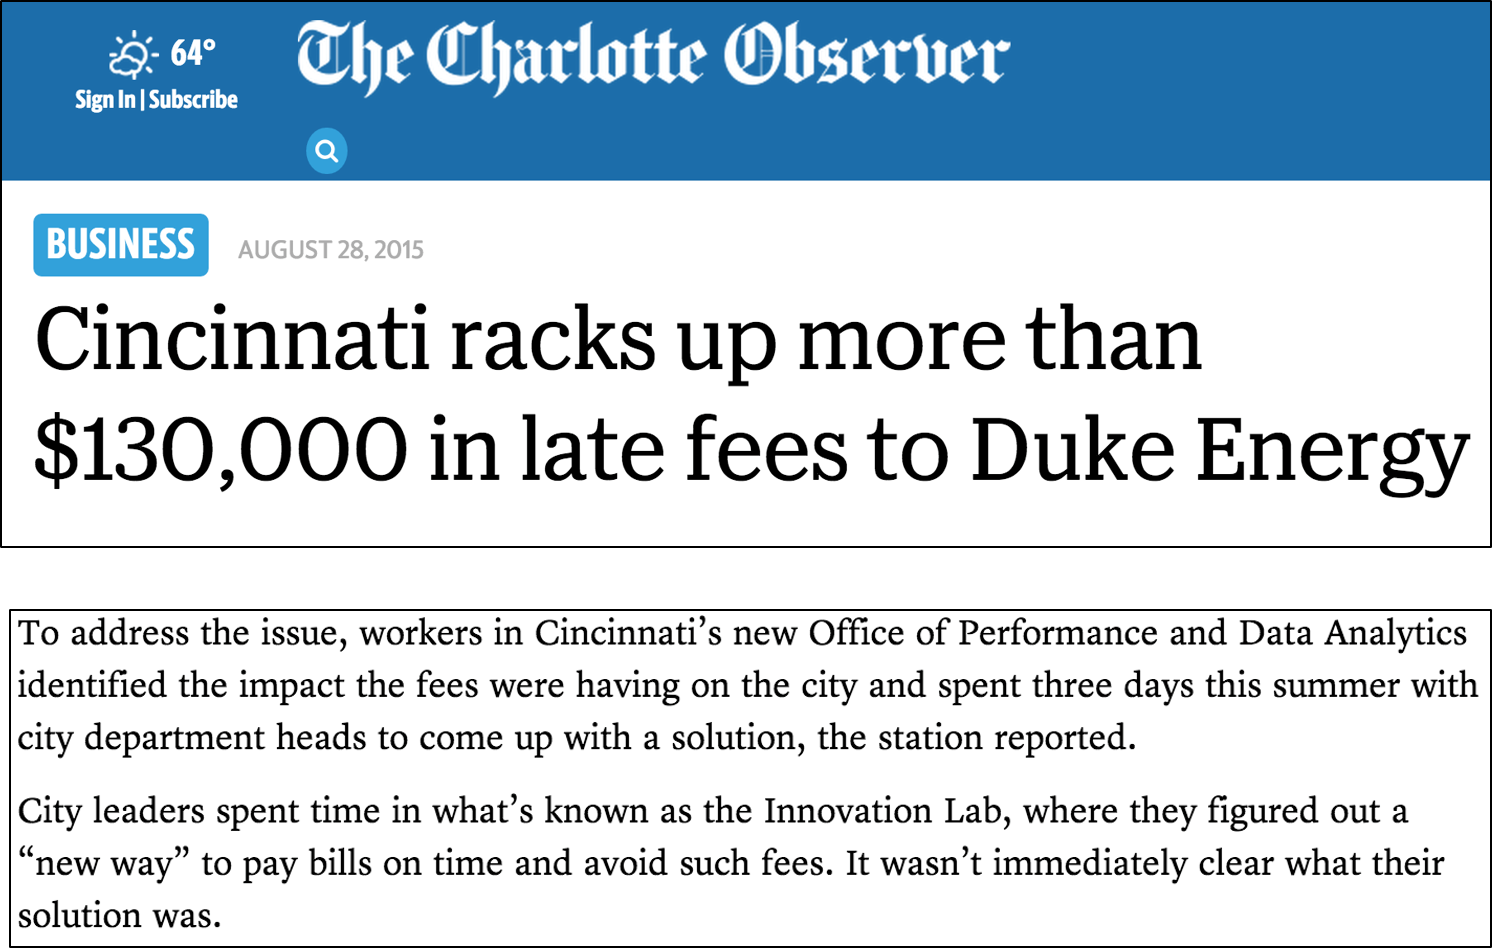 64°
Sign In | Subscribe
The Charlotte Observer
BUSINESS
AUGUST 28, 2015
Cincinnati racks up more than
$130,000 in late fees to Duke Energy
To address the issue, workers in Cincinnati’s new Office of Performance and Data Analytics
identified the impact the fees were having on the city and spent three days this summer with
city department heads to come up with a solution, the station reported.
City leaders spent time in what’s known as the Innovation Lab, where they figured out a
“new way” to pay bills on time and avoid such fees. It wasn’t immediately clear what their
solution was.